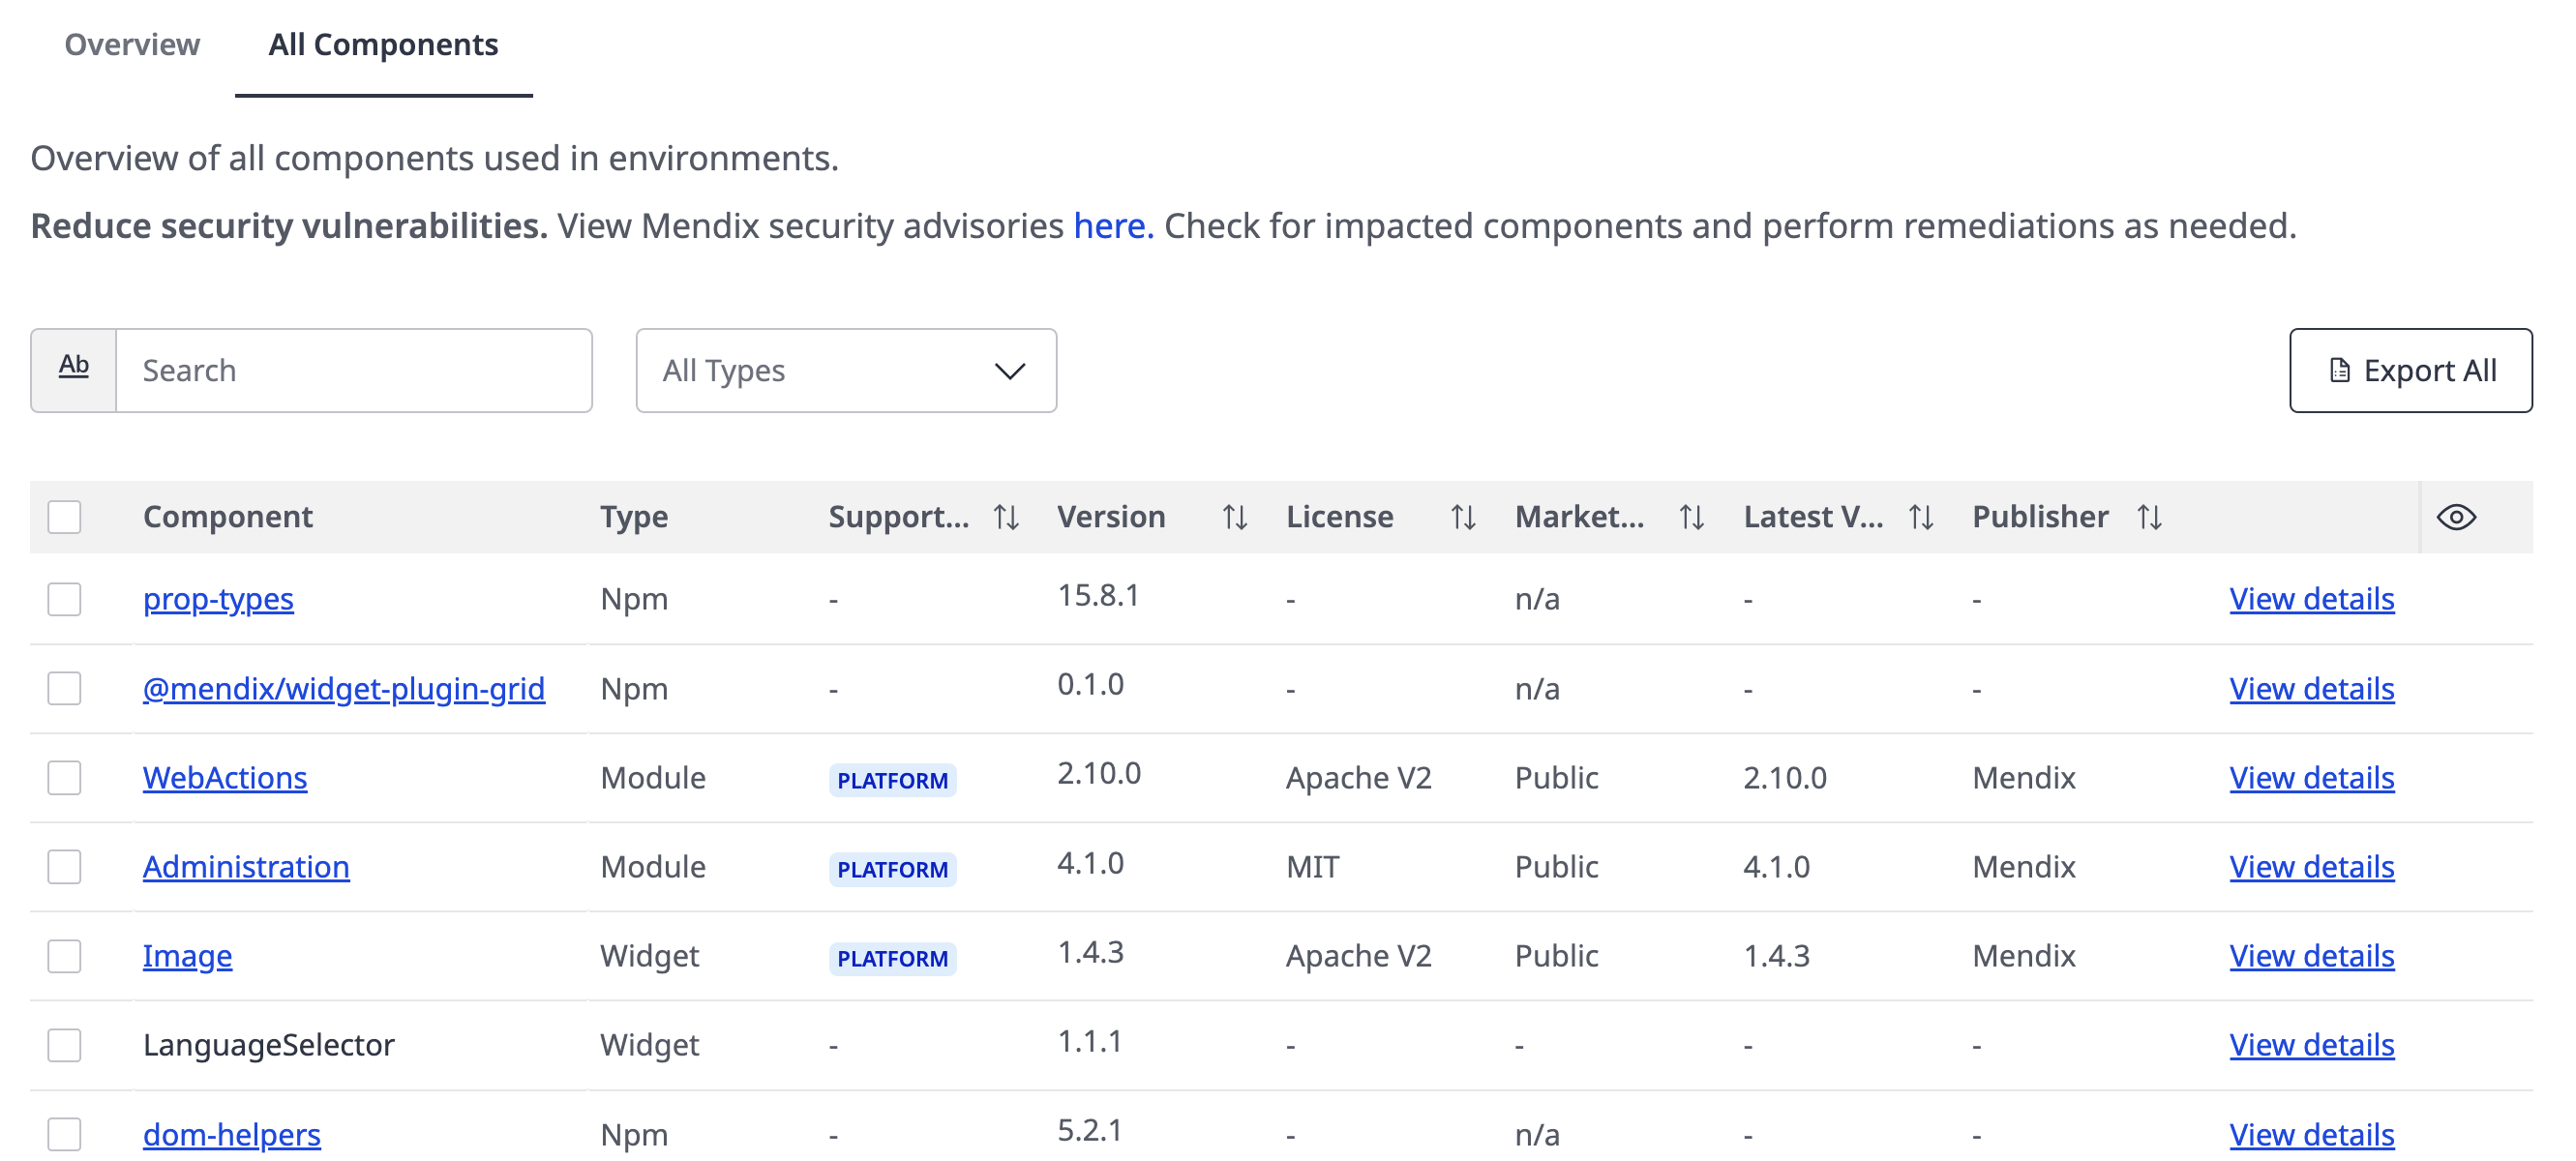 Overview All Components
Overview of all components used in environments.
Reduce security vulnerabilities. View Mendix security advisories here. Check for impacted components and perform remediations as needed.
Ab Search All Types Export All
Component Type Support... Version License Market... Latest V... Publisher
prop-types Npm - 15.8.1 - n/a - - View details
@mendix/widget-plugin-grid Npm - 0.1.0 - n/a - - View details
WebActions Module PLATFORM 2.10.0 Apache V2 Public 2.10.0 Mendix View details
Administration Module PLATFORM 4.1.0 MIT Public 4.1.0 Mendix View details
Image Widget PLATFORM 1.4.3 Apache V2 Public 1.4.3 Mendix View details
LanguageSelector Widget - 1.1.1 - - - - View details
dom-helpers Npm - 5.2.1 - n/a - - View details